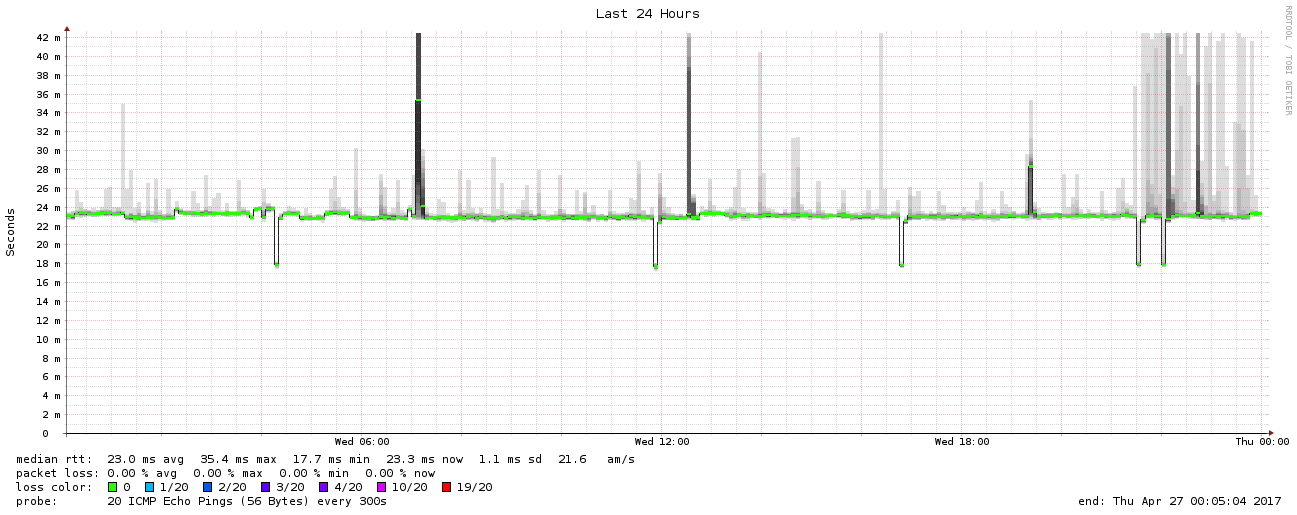 Last 24 Hours
RRDTOOL / TOBI OETIKER
Seconds
42 m
40 m
38 m
36 m
34 m
32 m
30 m
28 m
26 m
24 m
22 m
20 m
18 m
16 m
14 m
12 m
10 m
8 m
6 m
4 m
2 m
0
Wed 06:00 Wed 12:00 Wed 18:00 Thu 00:00
median rtt: 23.0 ms avg 35.4 ms max 17.7 ms min 23.3 ms now 1.1 ms sd 21.6 am/s
packet loss: 0.00 % avg 0.00 % max 0.00 % min 0.00 % now
loss color: 0 1/20 2/20 3/20 4/20 10/20 19/20
probe: 20 ICMP Echo Pings (56 Bytes) every 300s end: Thu Apr 27 00:05:04 2017